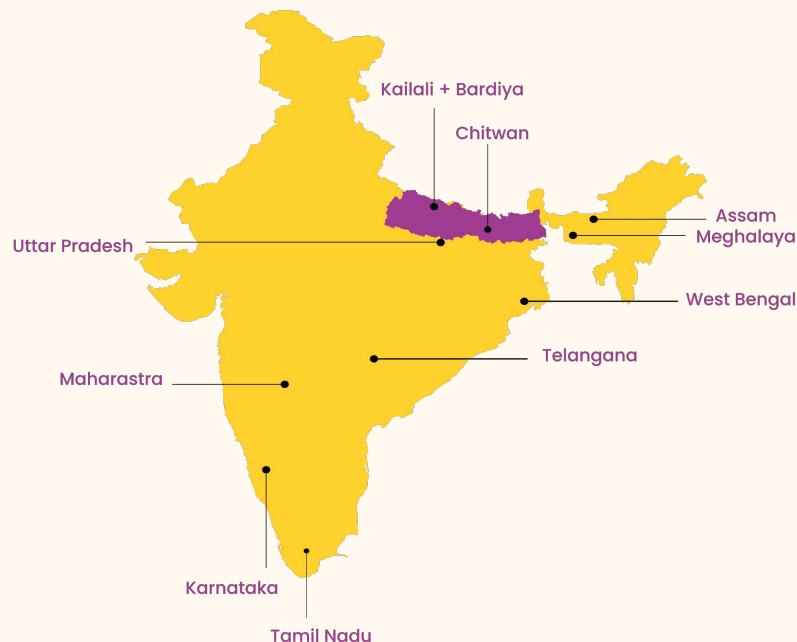 Kailali + Bardiya
Chitwan
Assam
Meghalaya
Uttar Pradesh
West Bengal
Telangana
Maharastra
Karnataka
Tamil Nadu